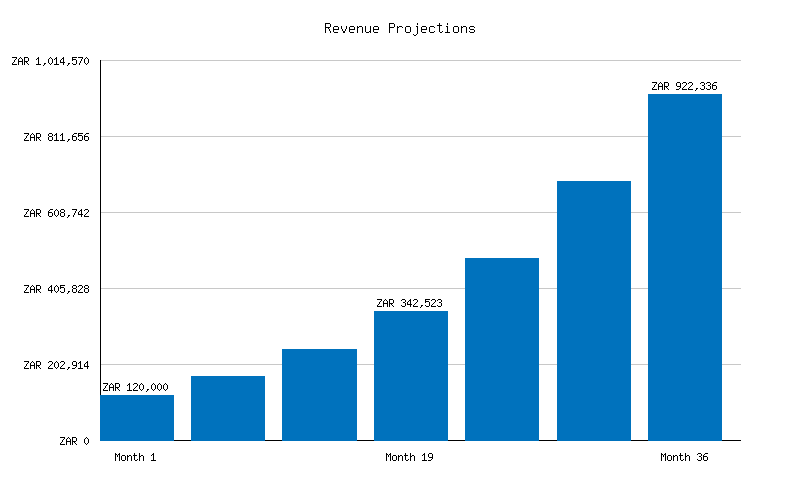 Revenue Projections
ZAR 1,014,570
ZAR 922,336
ZAR 811,656
ZAR 608,742
ZAR 405,828
ZAR 342,523
ZAR 202,914
ZAR 120,000
ZAR 0
Month 1
Month 19
Month 36